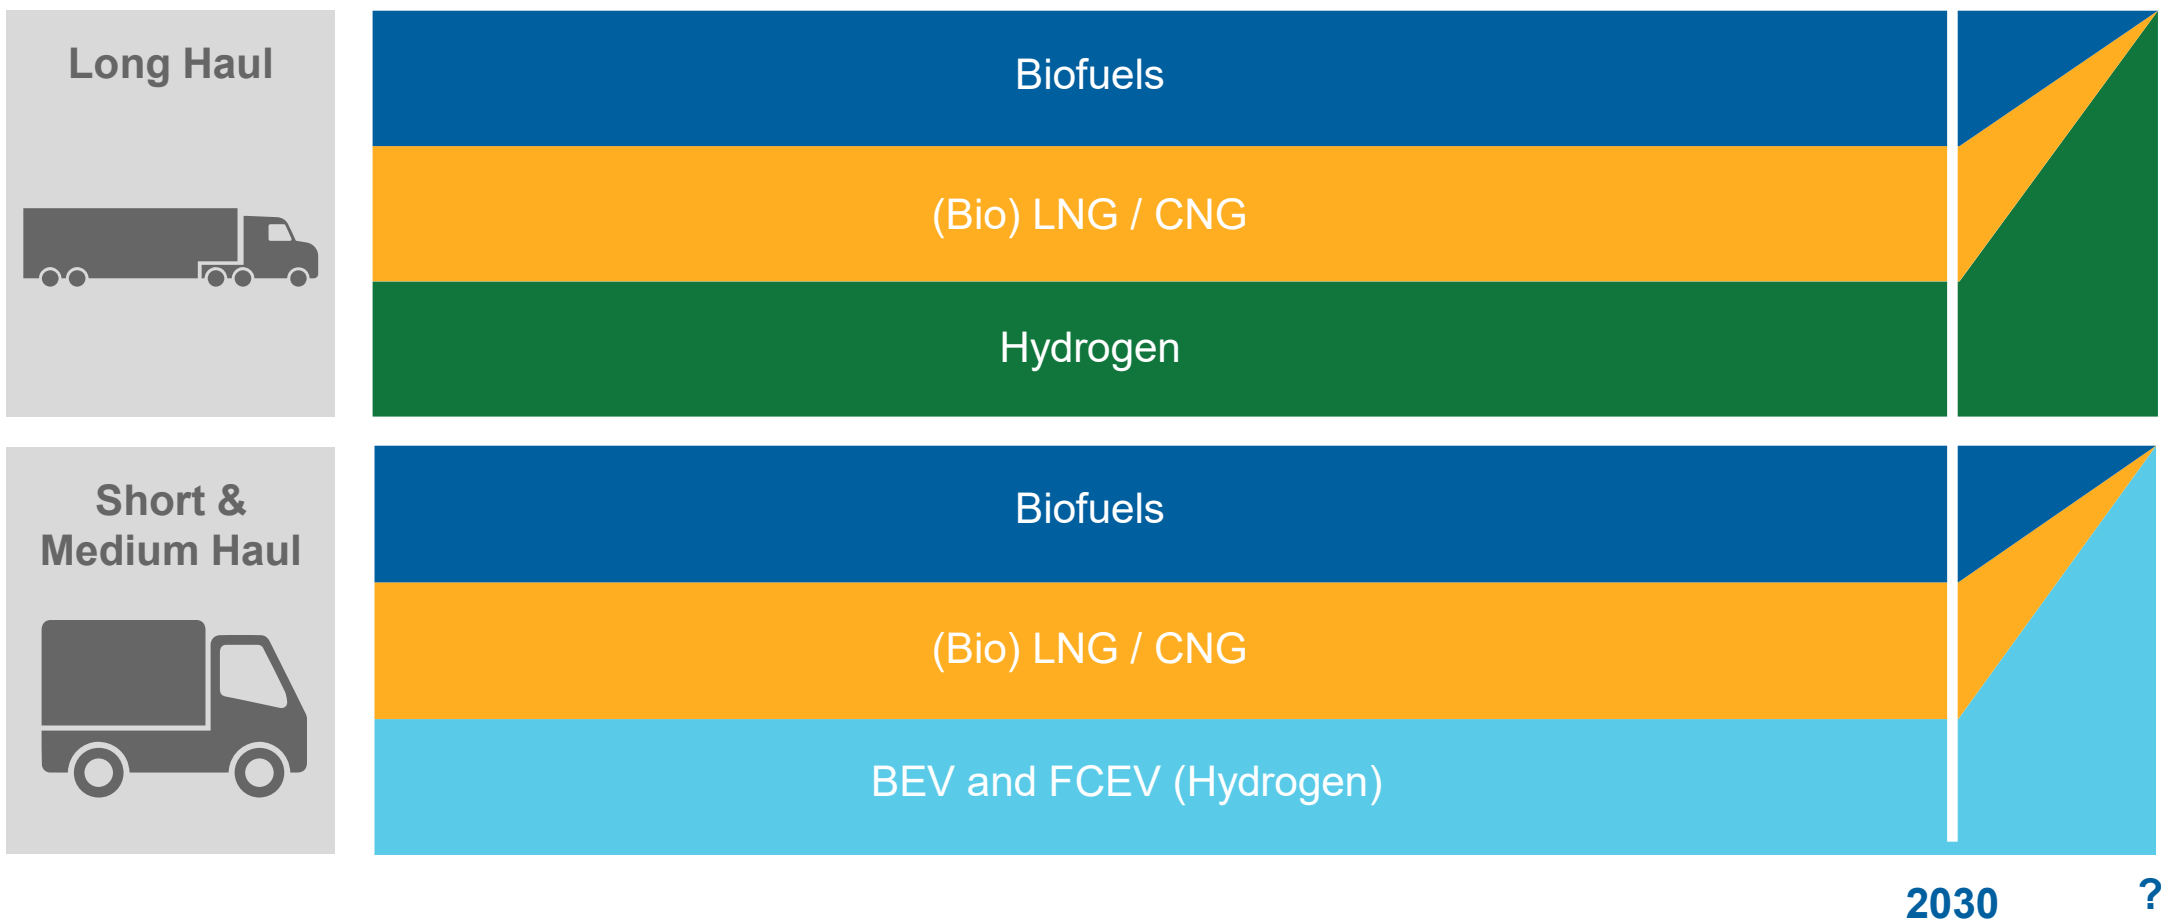 Long Haul
Biofuels
(Bio) LNG / CNG
Hydrogen
Short &
Medium Haul
Biofuels
(Bio) LNG / CNG
BEV and FCEV (Hydrogen)
2030
?